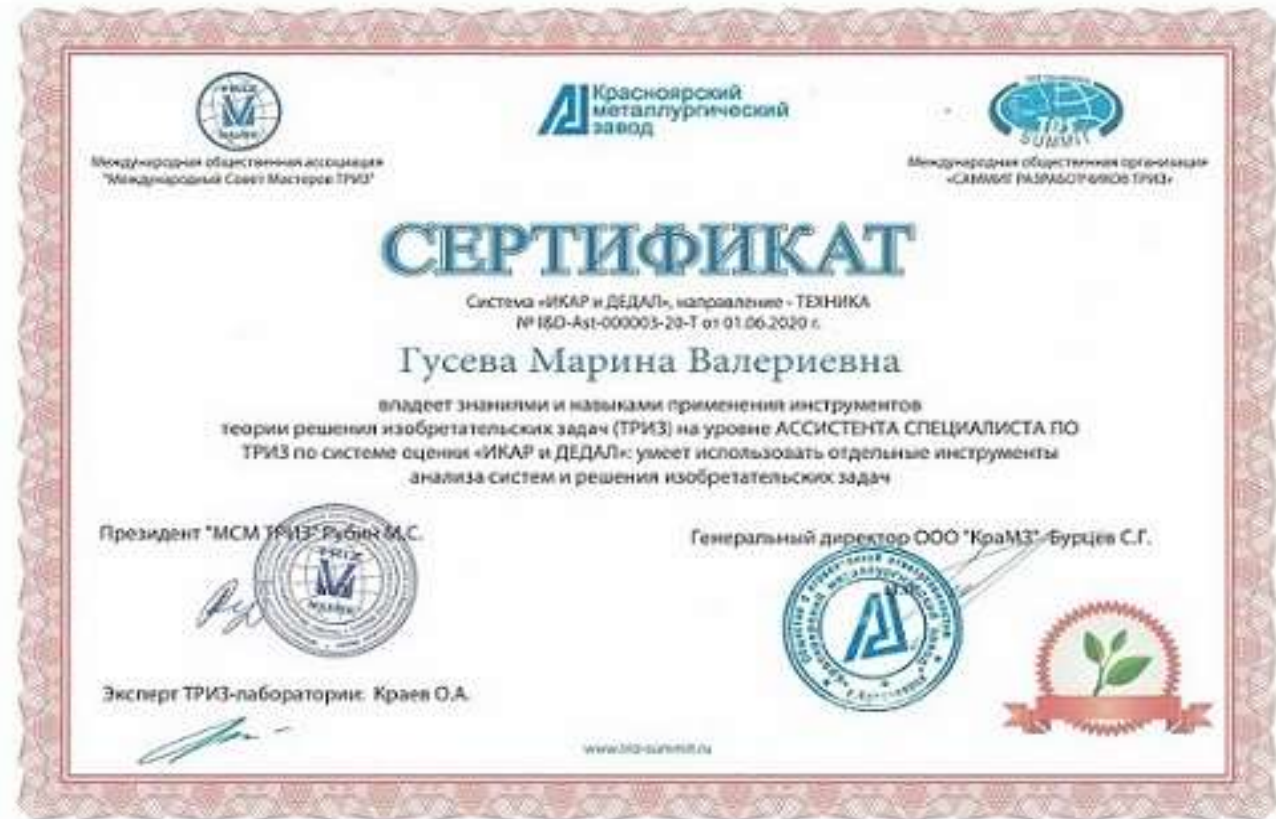 TRIZ
Международная общественная ассоциация
"Международный Совет Мастеров ТРИЗ"
Красноярский
металлургический
завод
SUMMIT
Международная общественная организация
«САММИТ РАЗРАБОТЧИКОВ ТРИЗ»
СЕРТИФИКАТ
Система «ИКАР и ДЕДАЛ», направление - ТЕХНИКА
№ I&D-Ast-000003-20-T от 01.06.2020 г.
Гусева Марина Валериевна
владеет знаниями и навыками применения инструментов
теории решения изобретательских задач (ТРИЗ) на уровне АССИСТЕНТА СПЕЦИАЛИСТА ПО
ТРИЗ по системе оценки «ИКАР и ДЕДАЛ»: умеет использовать отдельные инструменты
анализа систем и решения изобретательских задач
Президент "МСМ ТРИЗ" Рубин М.С.
Генеральный директор ООО "КраМЗ" Бурцев С.Г.
TRIZ
Эксперт ТРИЗ-лаборатории: Краев О.А.
www.triz-summit.ru